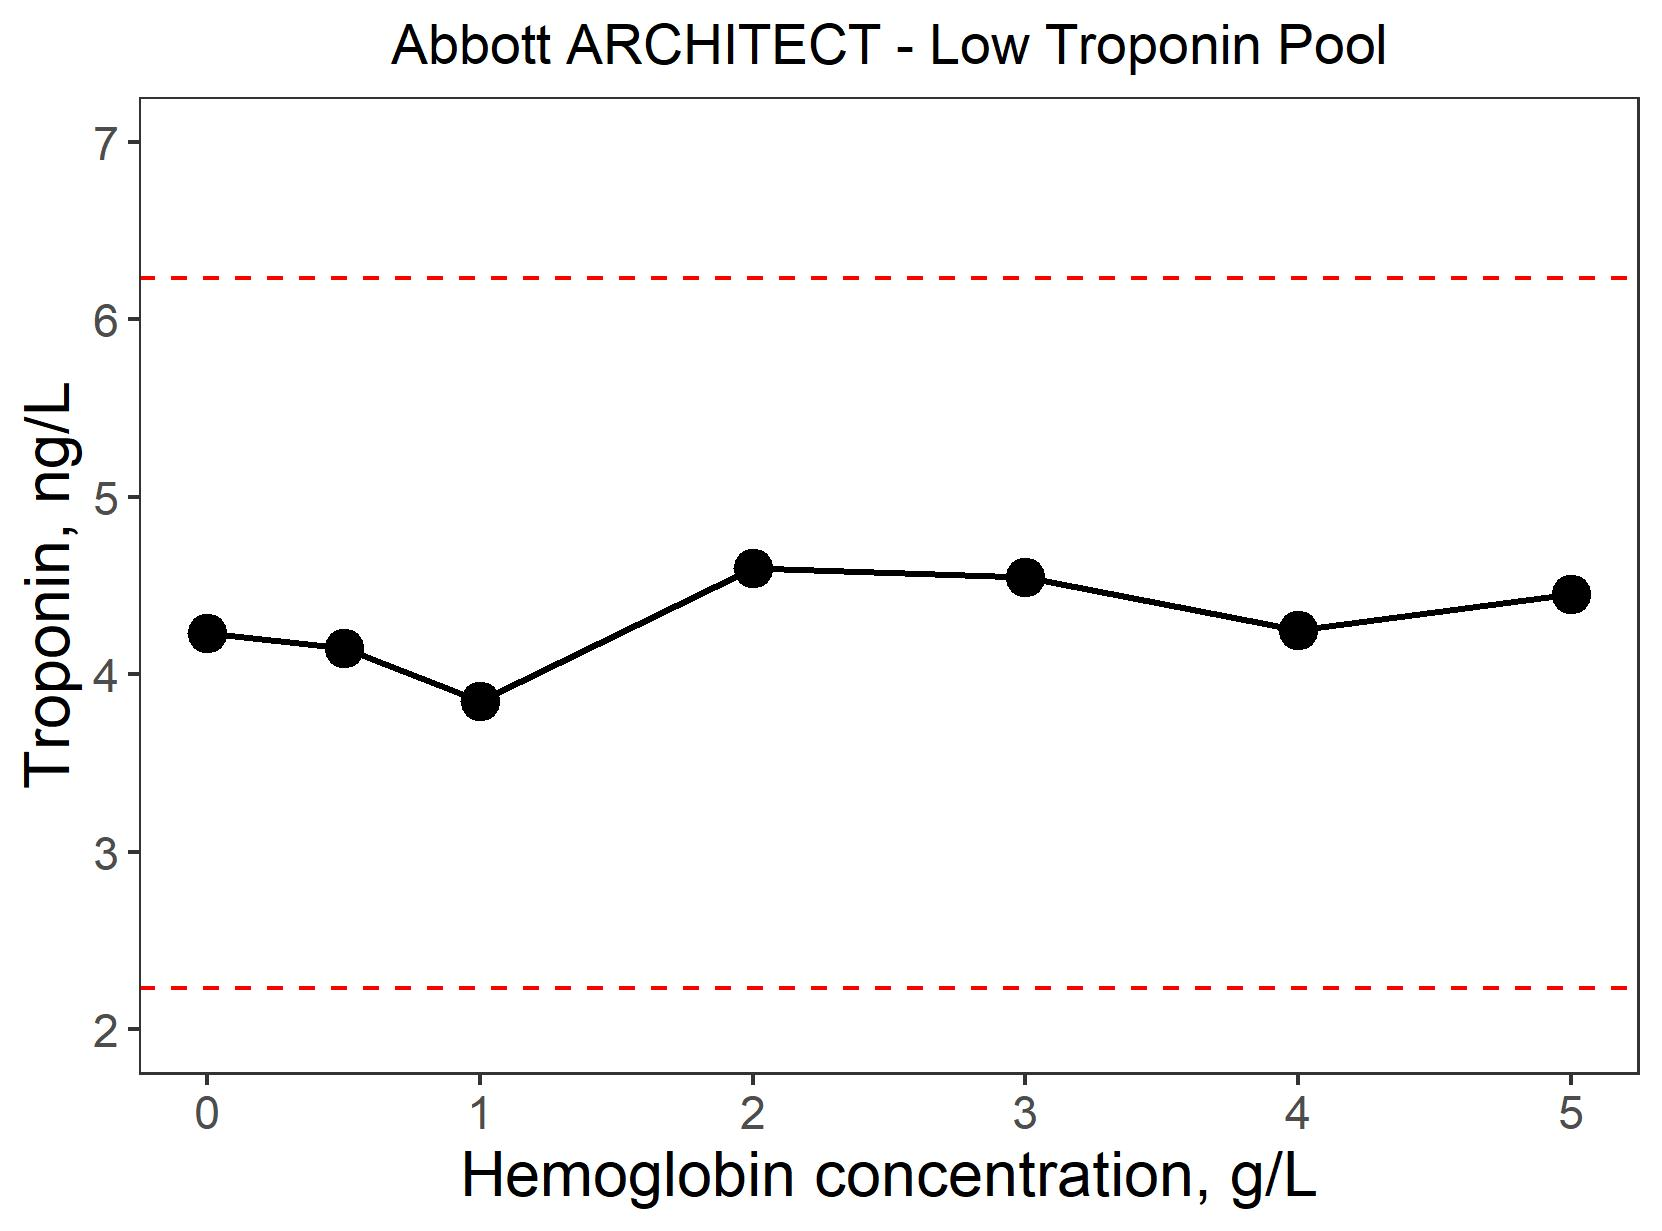 Abbott ARCHITECT - Low Troponin Pool
Troponin, ng/L
7
6
5
4
3
2
0 1 2 3 4 5
Hemoglobin concentration, g/L